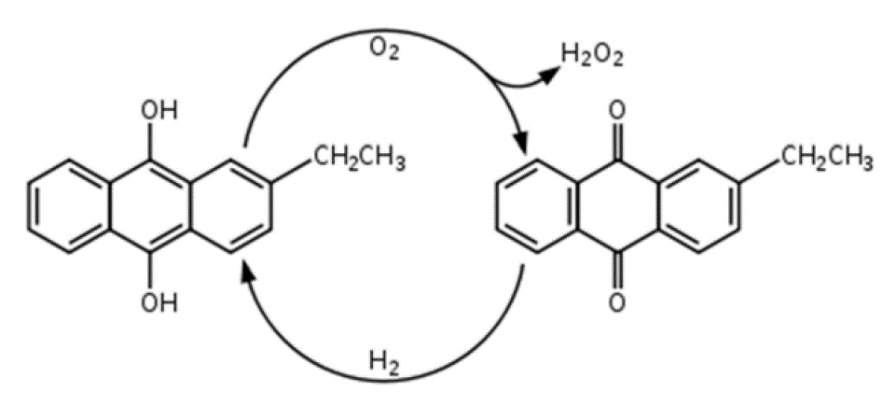 O₂
H₂O₂
OH
CH₂CH₃
O
CH₂CH₃
OH
O
H₂